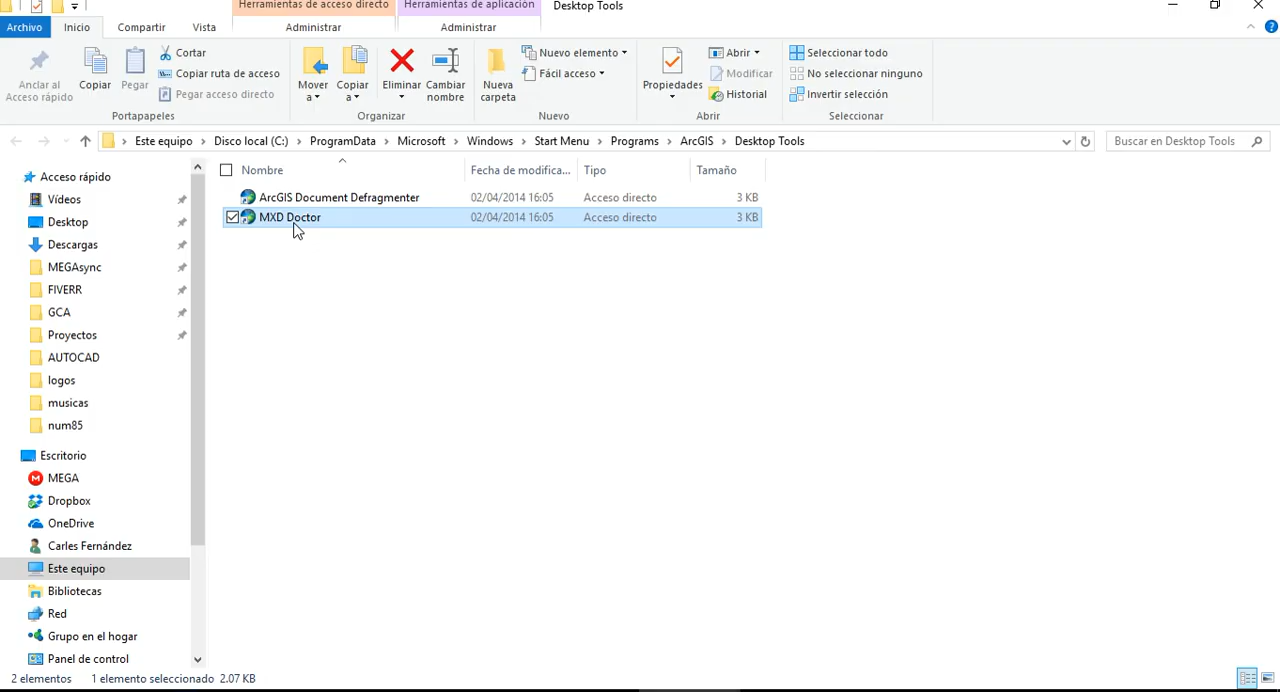 Herramientas de acceso directo Herramientas de aplicación Desktop Tools
Archivo Inicio Compartir Vista Administrar Administrar
Anclar al
Acceso rápido
Copiar
Pegar
Cortar
Copiar ruta de acceso
Pegar acceso directo
Portapapeles
Mover
a
Copiar
a
Eliminar
Cambiar
nombre
Organizar
Nueva
carpeta
Nuevo elemento
Fácil acceso
Nuevo
Propiedades
Abrir
Modificar
Historial
Abrir
Seleccionar todo
No seleccionar ninguno
Invertir selección
Seleccionar
Este equipo > Disco local (C:) > ProgramData > Microsoft > Windows > Start Menu > Programs > ArcGIS > Desktop Tools
Buscar en Desktop Tools
Nombre Fecha de modifica... Tipo Tamaño
ArcGIS Document Defragmenter 02/04/2014 16:05 Acceso directo 3 KB
MXD Doctor 02/04/2014 16:05 Acceso directo 3 KB
Acceso rápido
Vídeos
Desktop
Descargas
MEGAsync
FIVERR
GCA
Proyectos
AUTOCAD
logos
musicas
num85
Escritorio
MEGA
Dropbox
OneDrive
Carles Fernández
Este equipo
Bibliotecas
Red
Grupo en el hogar
Panel de control
2 elementos 1 elemento seleccionado 2.07 KB